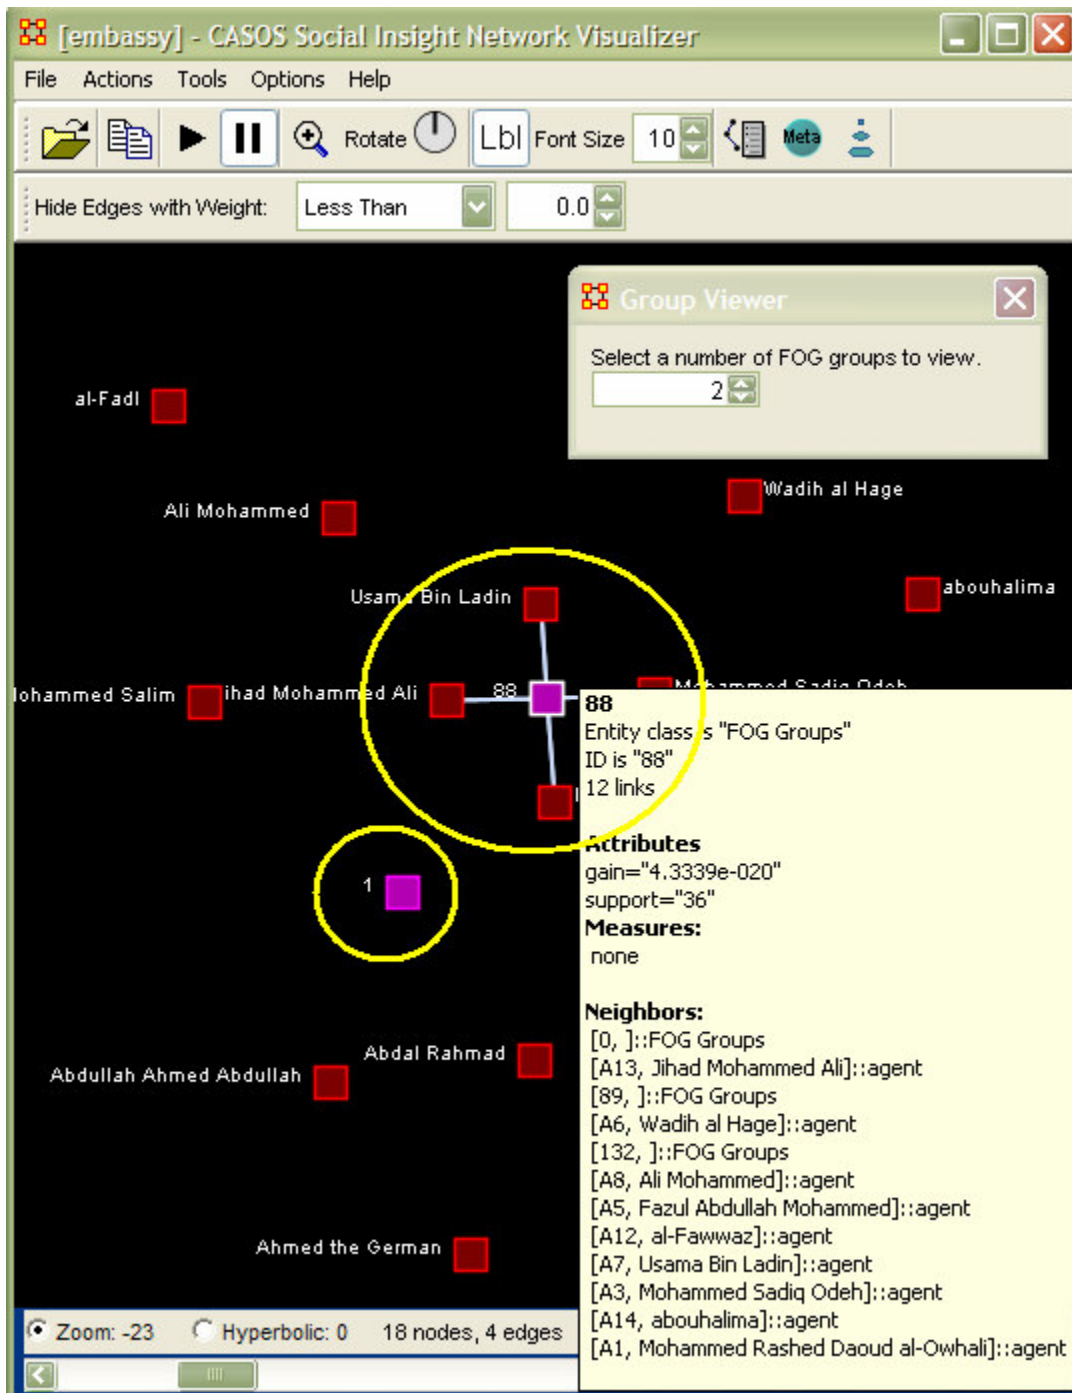 [embassy] - CASOS Social Insight Network Visualizer
File Actions Tools Options Help
Rotate Lbl Font Size 10 Meta
Hide Edges with Weight: Less Than 0.0
Group Viewer
Select a number of FOG groups to view.
2
al-Fadl
Wadih al Hage
Ali Mohammed
abouhalima
Usama Bin Ladin
Mohammed Sadiq Odeh
ohammed Salim
ihad Mohammed Ali
88
88
Entity class is "FOG Groups"
ID is "88"
12 links
Attributes
gain="4.3339e-020"
support="36"
Measures:
none
1
Neighbors:
[0, ]::FOG Groups
[A13, Jihad Mohammed Ali]::agent
[89, ]::FOG Groups
[A6, Wadih al Hage]::agent
[132, ]::FOG Groups
[A8, Ali Mohammed]::agent
[A5, Fazul Abdullah Mohammed]::agent
[A12, al-Fawwaz]::agent
[A7, Usama Bin Ladin]::agent
[A3, Mohammed Sadiq Odeh]::agent
[A14, abouhalima]::agent
[A1, Mohammed Rashed Daoud al-Owhali]::agent
Abdal Rahmad
Abdullah Ahmed Abdullah
Ahmed the German
Zoom: -23 Hyperbolic: 0 18 nodes, 4 edges